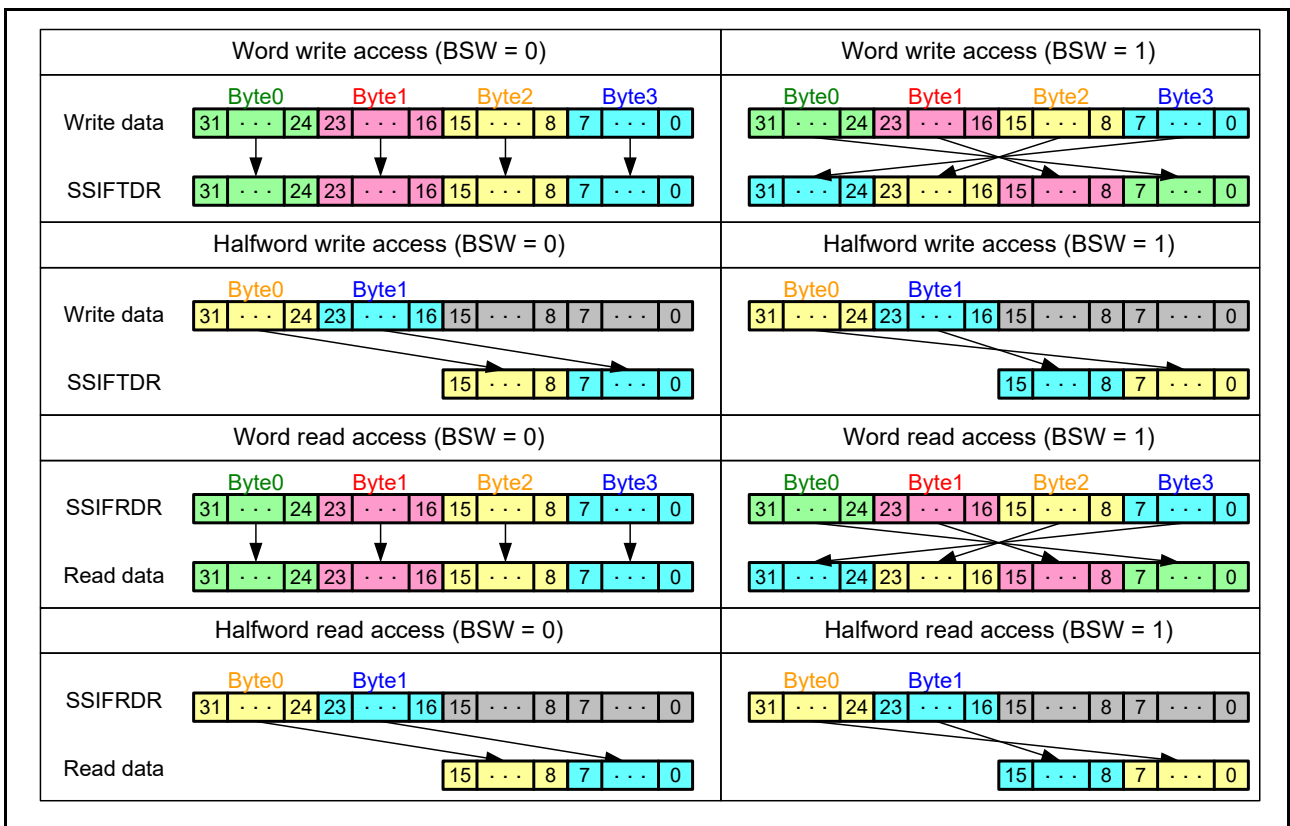 Word write access (BSW = 0) Word write access (BSW = 1)
Byte0 Byte1 Byte2 Byte3 Byte0 Byte1 Byte2 Byte3
Write data 31 · · · 24 23 · · · 16 15 · · · 8 7 · · · 0 31 · · · 24 23 · · · 16 15 · · · 8 7 · · · 0
SSIFTDR 31 · · · 24 23 · · · 16 15 · · · 8 7 · · · 0 31 · · · 24 23 · · · 16 15 · · · 8 7 · · · 0
Halfword write access (BSW = 0) Halfword write access (BSW = 1)
Byte0 Byte1 Byte0 Byte1
Write data 31 · · · 24 23 · · · 16 15 · · · 8 7 · · · 0 31 · · · 24 23 · · · 16 15 · · · 8 7 · · · 0
SSIFTDR 15 · · · 8 7 · · · 0 15 · · · 8 7 · · · 0
Word read access (BSW = 0) Word read access (BSW = 1)
Byte0 Byte1 Byte2 Byte3 Byte0 Byte1 Byte2 Byte3
SSIFRDR 31 · · · 24 23 · · · 16 15 · · · 8 7 · · · 0 31 · · · 24 23 · · · 16 15 · · · 8 7 · · · 0
Read data 31 · · · 24 23 · · · 16 15 · · · 8 7 · · · 0 31 · · · 24 23 · · · 16 15 · · · 8 7 · · · 0
Halfword read access (BSW = 0) Halfword read access (BSW = 1)
Byte0 Byte1 Byte0 Byte1
SSIFRDR 31 · · · 24 23 · · · 16 15 · · · 8 7 · · · 0 31 · · · 24 23 · · · 16 15 · · · 8 7 · · · 0
Read data 15 · · · 8 7 · · · 0 15 · · · 8 7 · · · 0